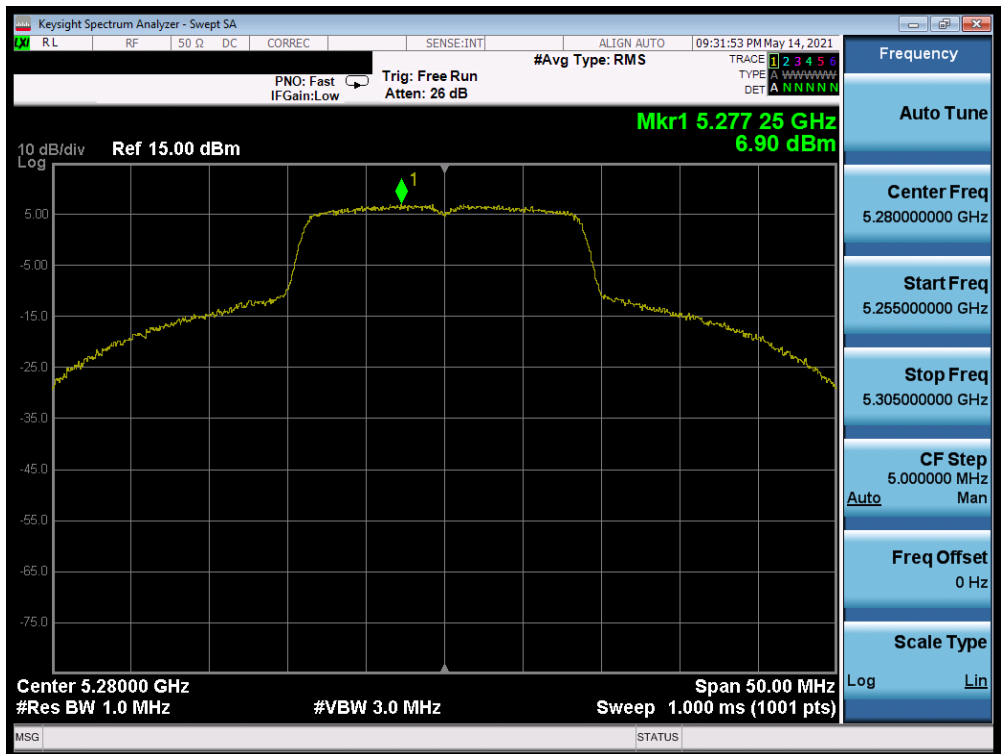 Keysight Spectrum Analyzer - Swept SA
LXI RL RF 50 Ω DC CORREC SENSE:INT ALIGN AUTO 09:31:53 PM May 14, 2021
#Avg Type: RMS TRACE 1 2 3 4 5 6
PNO: Fast Trig: Free Run TYPE A WWWWW
IFGain:Low Atten: 26 dB DET A N N N N N
Mkr1 5.277 25 GHz
6.90 dBm
10 dB/div Ref 15.00 dBm
Log
1
5.00
-5.00
-15.0
-25.0
-35.0
-45.0
-55.0
-65.0
-75.0
Center 5.28000 GHz Span 50.00 MHz
#Res BW 1.0 MHz #VBW 3.0 MHz Sweep 1.000 ms (1001 pts)
MSG STATUS
Frequency
Auto Tune
Center Freq
5.280000000 GHz
Start Freq
5.255000000 GHz
Stop Freq
5.305000000 GHz
CF Step
5.000000 MHz
Auto Man
Freq Offset
0 Hz
Scale Type
Log Lin